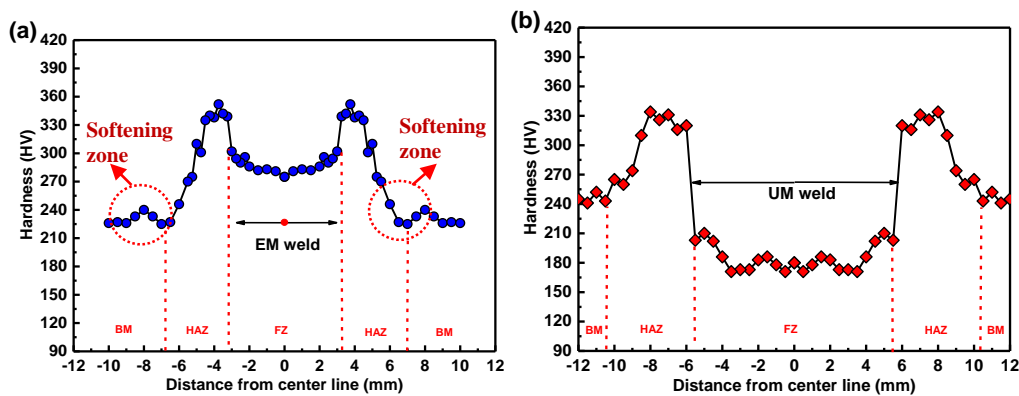 (a)
420
390
360
330
300
270
240
210
180
150
120
90
Hardness (HV)
Softening
zone
Softening
zone
EM weld
BM
HAZ
FZ
HAZ
BM
-12 -10 -8 -6 -4 -2 0 2 4 6 8 10 12
Distance from center line (mm)
(b)
420
390
360
330
300
270
240
210
180
150
120
90
Hardness (HV)
UM weld
BM
HAZ
FZ
HAZ
BM
-12 -10 -8 -6 -4 -2 0 2 4 6 8 10 12
Distance from center line (mm)